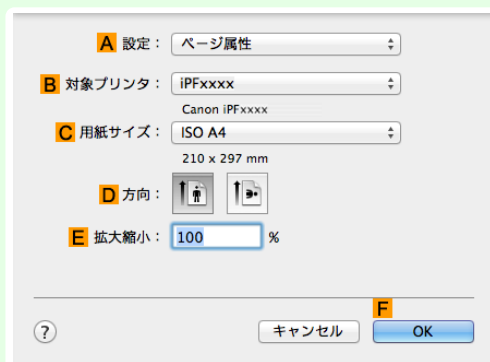 A 設定： ページ属性
B 対象プリンタ： iPFxxxx
Canon iPFxxxx
C 用紙サイズ： ISO A4
210 x 297 mm
D 方向：
E 拡大縮小： 100 %
F
? キャンセル OK